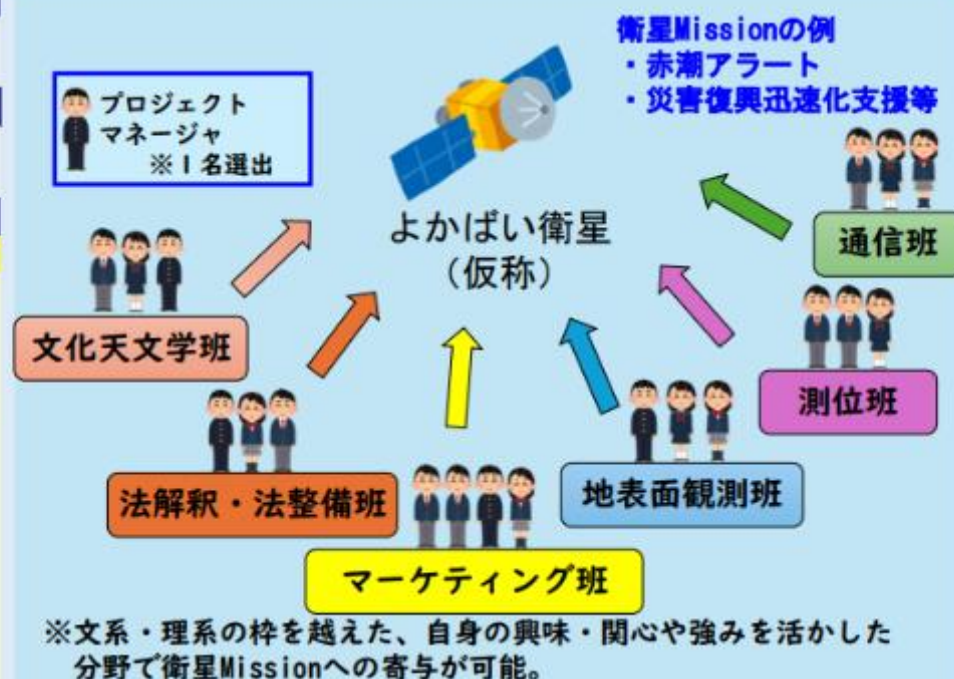 衛星Missionの例
・赤潮アラート
・災害復興迅速化支援等
プロジェクト
マネージャ
※1名選出
よかばい衛星
(仮称)
通信班
文化天文学班
測位班
法解釈・法整備班
地表面観測班
マーケティング班
※文系・理系の枠を越えた、自身の興味・関心や強みを活かした
分野で衛星Missionへの寄与が可能。